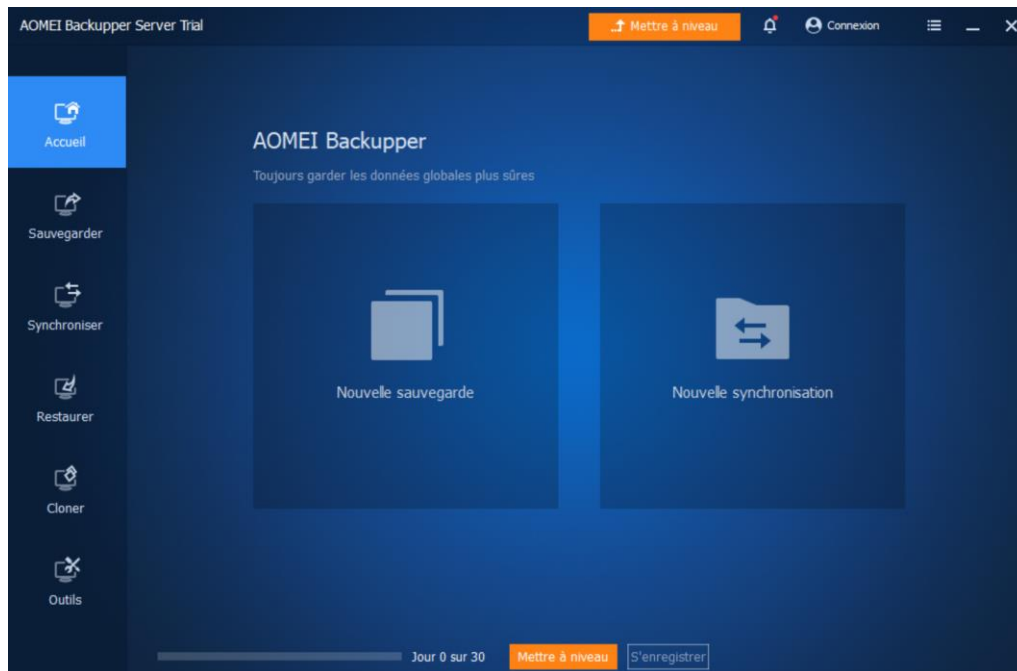 AOMEI Backupper Server Trial
Mettre à niveau
Connexion
Accueil
Sauvegarder
Synchroniser
Restaurer
Cloner
Outils
AOMEI Backupper
Toujours garder les données globales plus sûres
Nouvelle sauvegarde
Nouvelle synchronisation
Jour 0 sur 30
Mettre à niveau
S'enregistrer